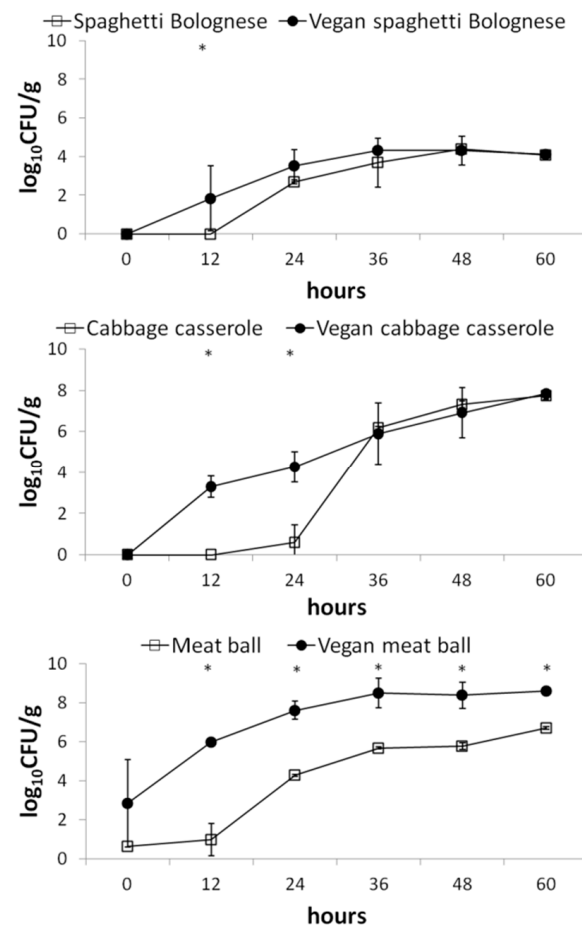 Spaghetti Bolognese Vegan spaghetti Bolognese
*
10
8
6
4
2
0
log10CFU/g
0 12 24 36 48 60
hours
Cabbage casserole Vegan cabbage casserole
* *
10
8
6
4
2
0
log10CFU/g
0 12 24 36 48 60
hours
Meat ball Vegan meat ball
* * * * *
10
8
6
4
2
0
log10CFU/g
0 12 24 36 48 60
hours